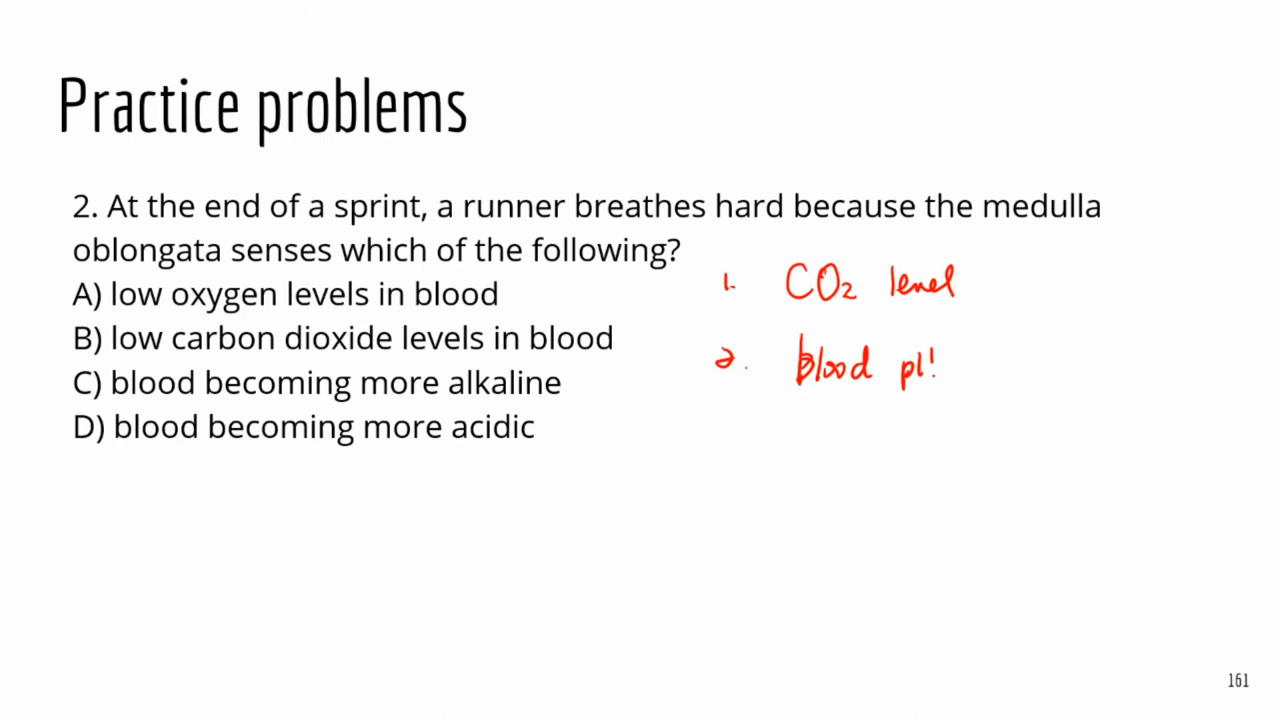 Practice problems
2. At the end of a sprint, a runner breathes hard because the medulla
oblongata senses which of the following?
A) low oxygen levels in blood
B) low carbon dioxide levels in blood
C) blood becoming more alkaline
D) blood becoming more acidic
1. CO2 level
2. Blood
161